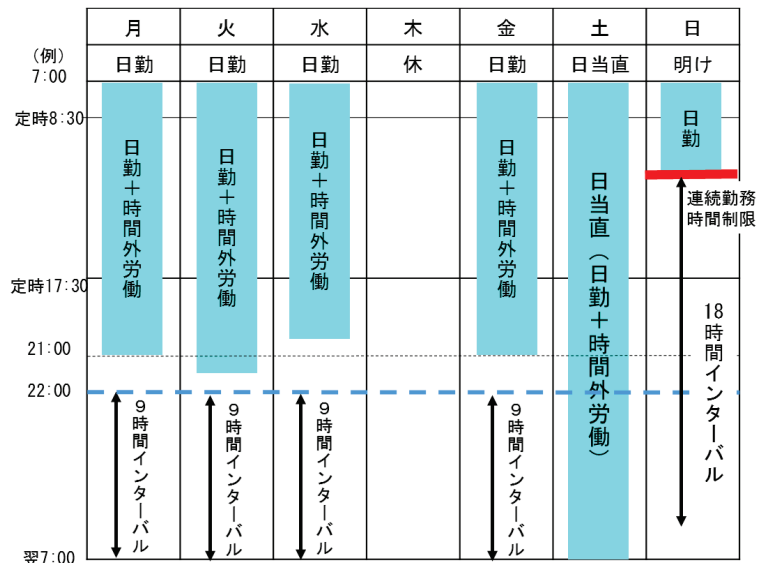 月 火 水 木 金 土 日
(例)
7:00
日勤 日勤 日勤 休 日勤 日当直 明け
定時8:30
定時17:30
21:00
22:00
翌7:00
日勤＋時間外労働
日勤＋時間外労働
日勤＋時間外労働
日勤＋時間外労働
日当直（日勤＋時間外労働）
日勤
連続勤務
時間制限
9時間インターバル
9時間インターバル
9時間インターバル
9時間インターバル
18時間インターバル